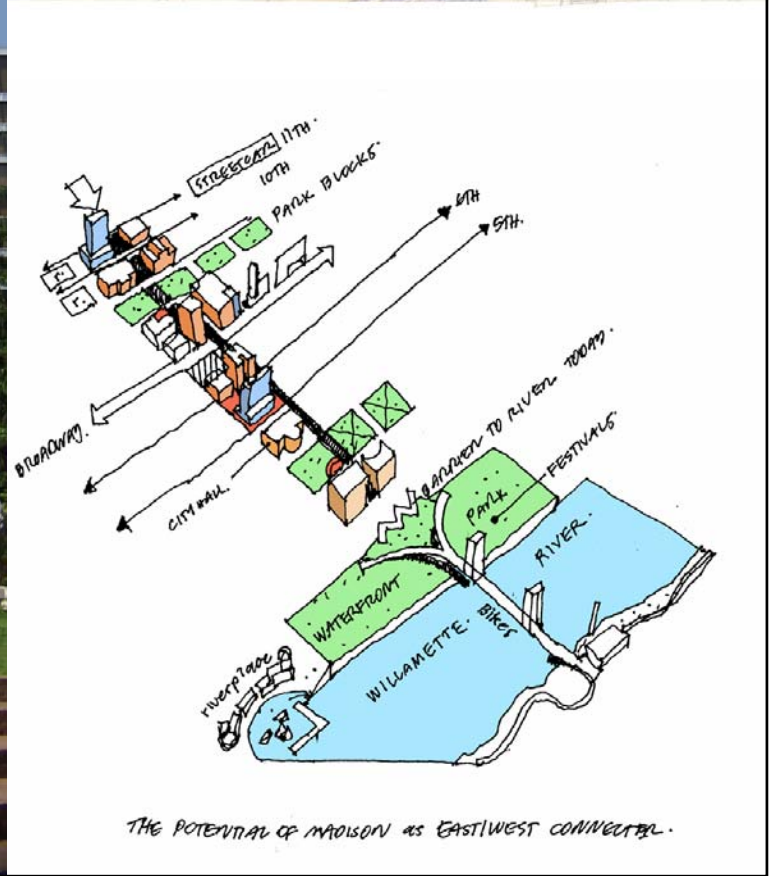 STREETCAR 11TH.
10TH
PARK BLOCKS.
6TH
5TH.
BROADWAY.
CITY HALL.
BARRIER TO RIVER TODAY.
FESTIVALS.
PARK
RIVER.
WATERFRONT
WILLAMETTE.
Bikes
riverplace
THE POTENTIAL OF MADISON as EAST/WEST CONNECTER.